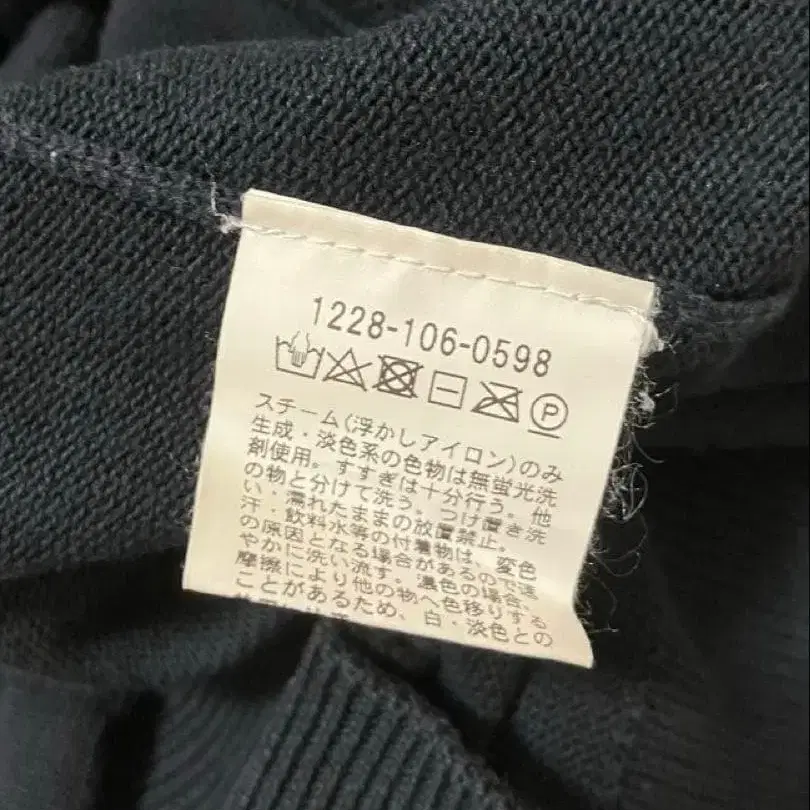 1228-106-0598
P
スチーム(浮かしアイロン)のみ
生成・淡色系の色物は無蛍光洗
剤使用。すすぎは十分行う。他
の物と分けて洗う。つけ置き洗
い・濡れたままの放置禁止。
汗・飲料水等の付着物は、変色
の原因となる場合があるので速
やかに洗い流す。濃色の場合、
摩擦により他の物へ色移りする
ことがあるため、白・淡色との